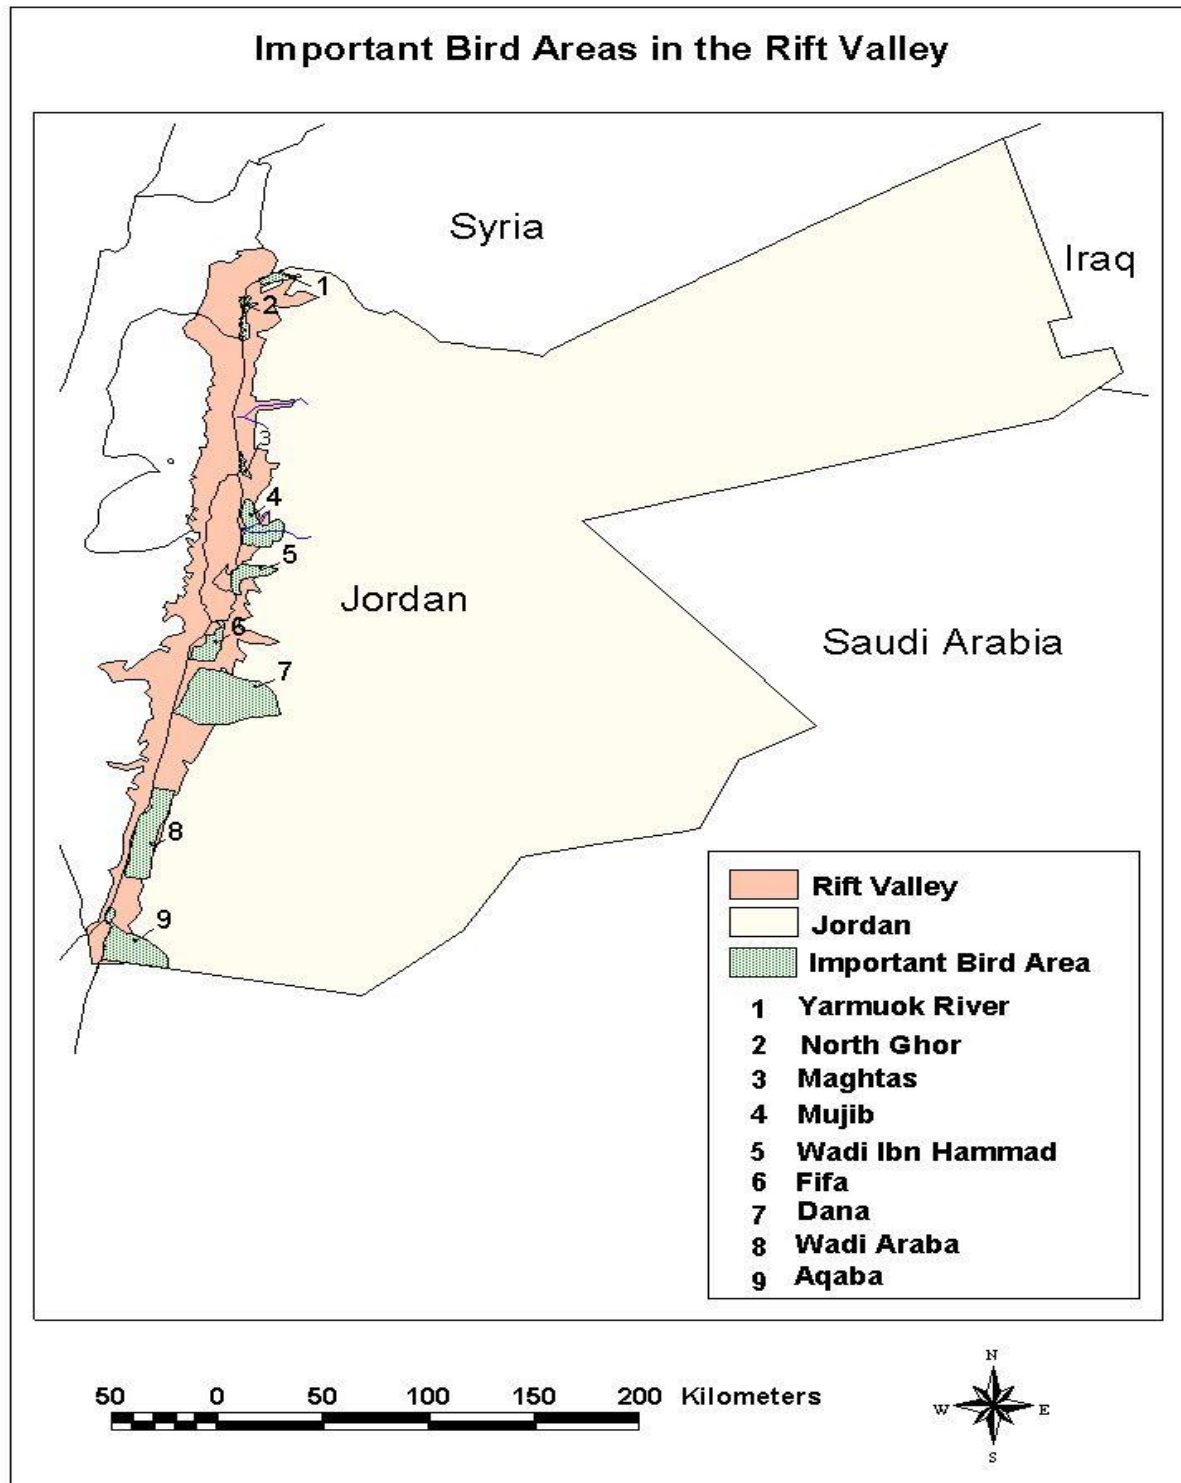 Important Bird Areas in the Rift Valley
Syria
Iraq
1
2
3
4
5
Jordan
6
Saudi Arabia
7
8
9
Rift Valley
Jordan
Important Bird Area
1 Yarmuok River
2 North Ghor
3 Maghtas
4 Mujib
5 Wadi Ibn Hammad
6 Fifa
7 Dana
8 Wadi Araba
9 Aqaba
50 0 50 100 150 200 Kilometers
N
W E
S